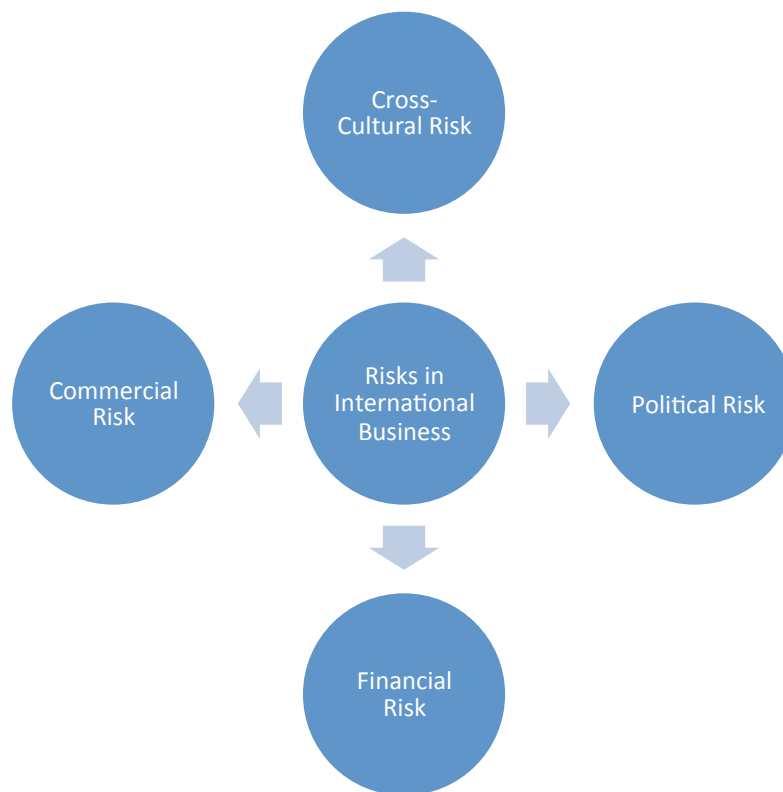 Cross-
Cultural Risk
Commercial
Risk
Risks in
International
Business
Political Risk
Financial
Risk